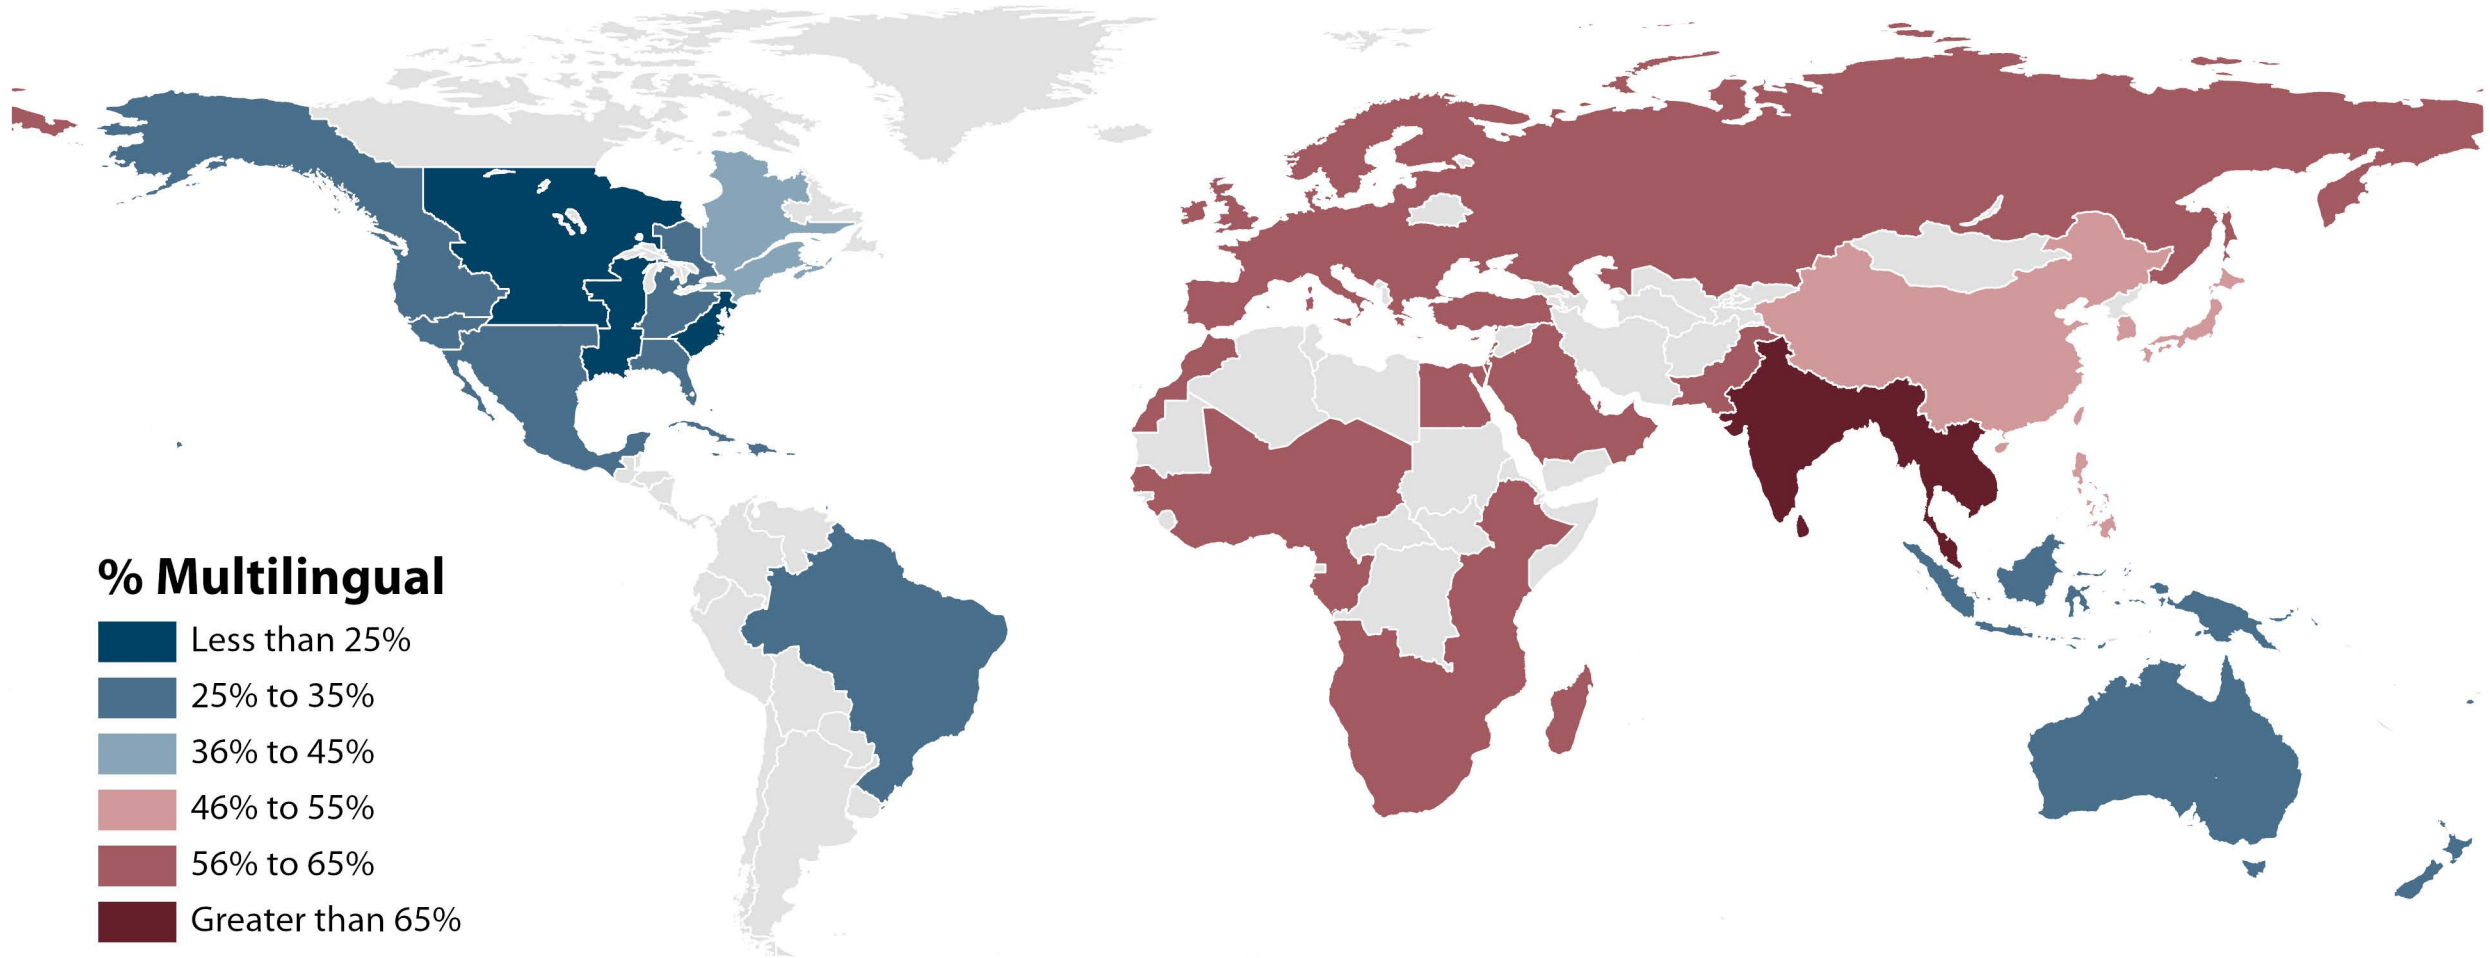 % Multilingual
Less than 25%
25% to 35%
36% to 45%
46% to 55%
56% to 65%
Greater than 65%